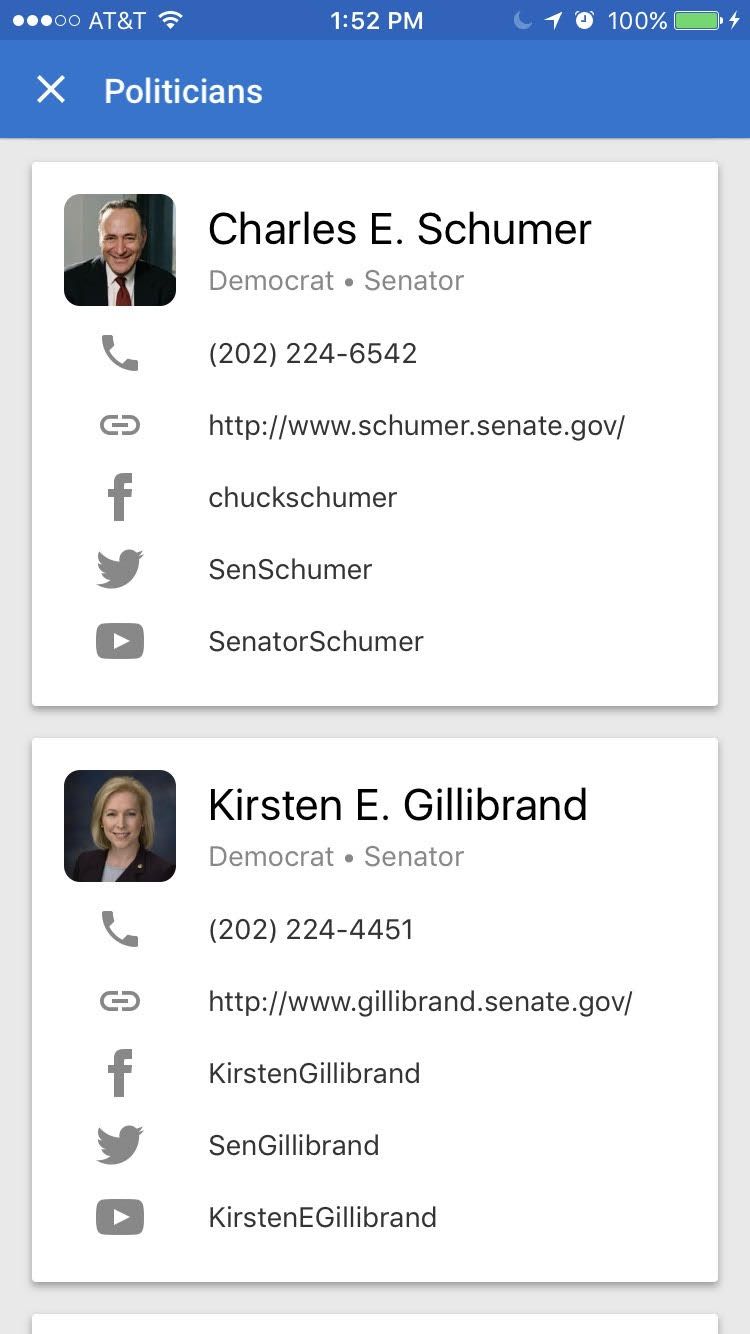 AT&T 1:52 PM 100%
Politicians
Charles E. Schumer
Democrat • Senator
(202) 224-6542
http://www.schumer.senate.gov/
chuckschumer
SenSchumer
SenatorSchumer
Kirsten E. Gillibrand
Democrat • Senator
(202) 224-4451
http://www.gillibrand.senate.gov/
KirstenGillibrand
SenGillibrand
KirstenEGillibrand